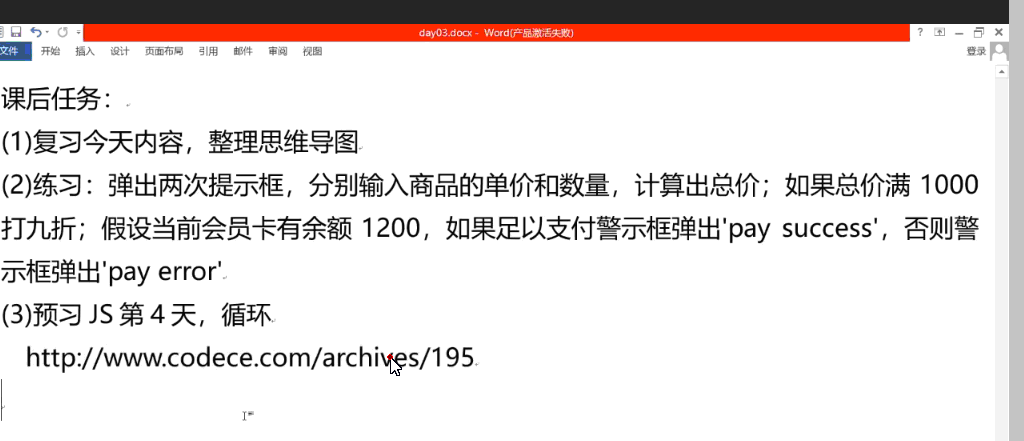 day03.docx - Word(产品激活失败)
文件 开始 插入 设计 页面布局 引用 邮件 审阅 视图 登录
课后任务：
(1)复习今天内容，整理思维导图
(2)练习：弹出两次提示框，分别输入商品的单价和数量，计算出总价；如果总价满 1000
打九折；假设当前会员卡有余额 1200，如果足以支付警示框弹出'pay success'，否则警
示框弹出'pay error'
(3)预习 JS 第 4 天，循环
http://www.codece.com/archives/195